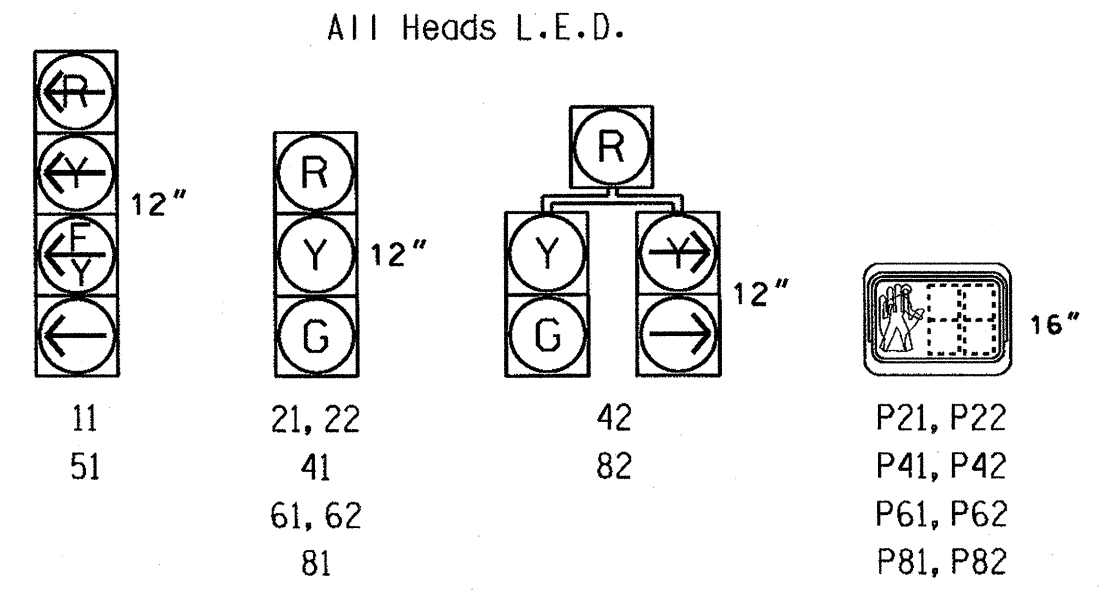 All Heads L.E.D.
R
Y
F
Y
12"
R
Y
G
12"
R
Y
G
Y
12"
16"
11
51
21, 22
41
61, 62
81
42
82
P21, P22
P41, P42
P61, P62
P81, P82